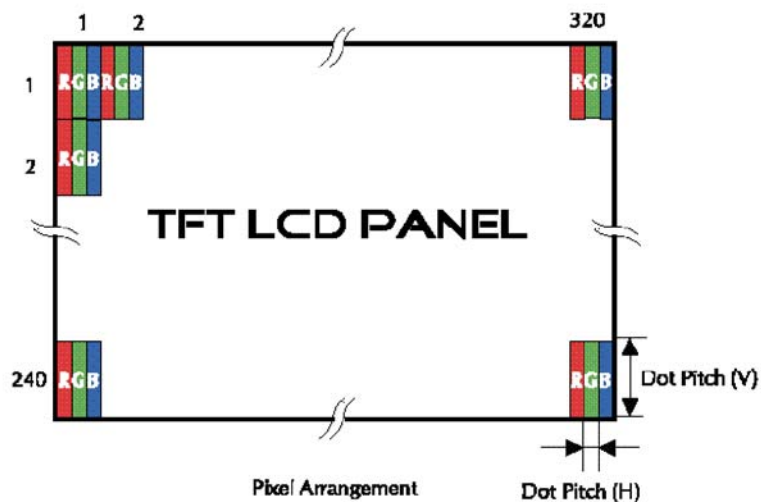 1 2 320
1 RGB RGB RGB
2 RGB
TFT LCD PANEL
240 RGB RGB Dot Pitch (V)
Pixel Arrangement Dot Pitch (H)